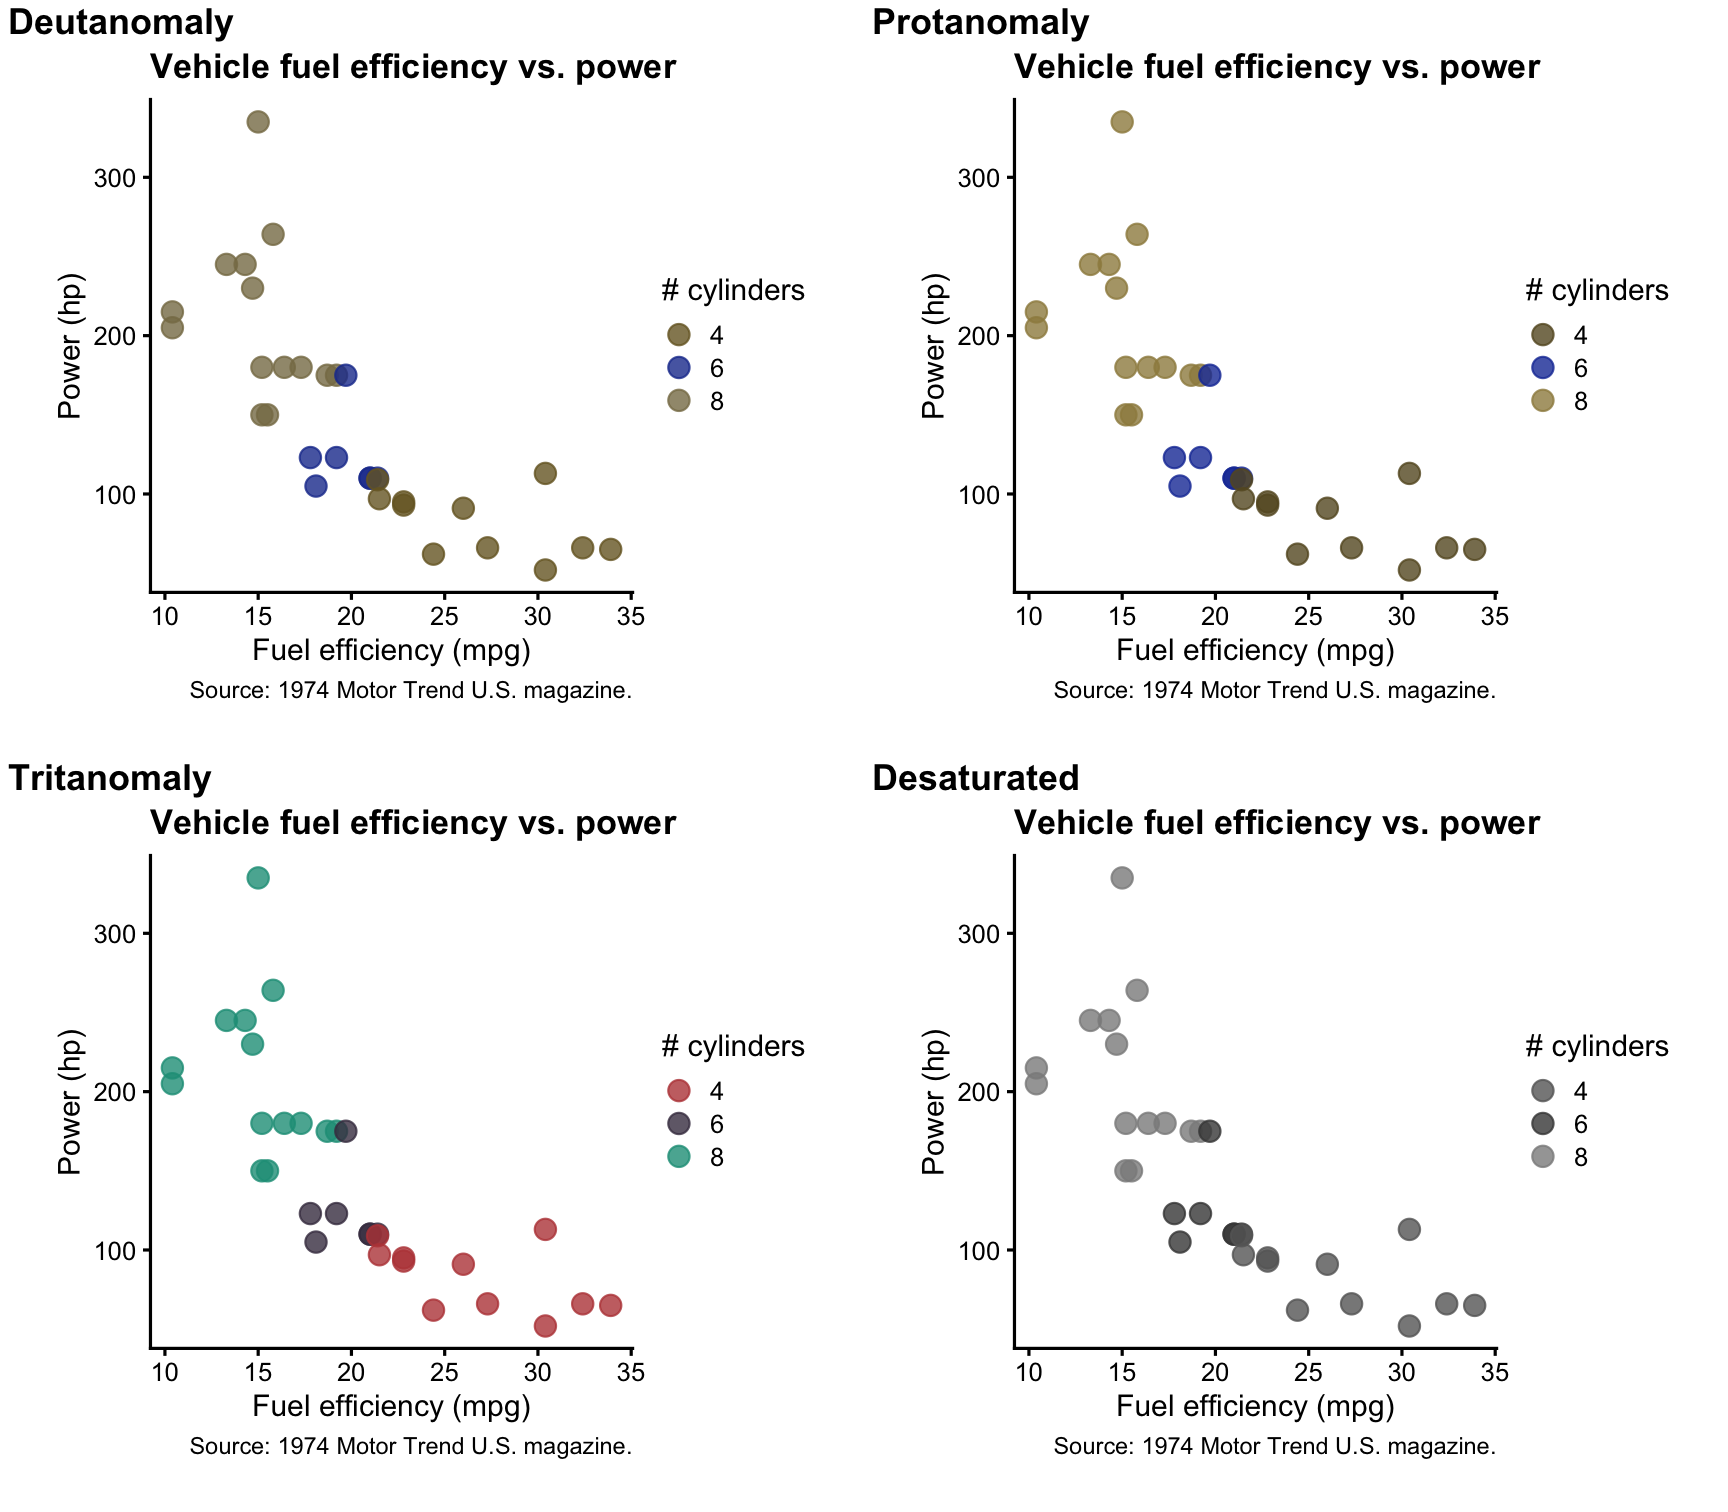 Deutanomaly
Vehicle fuel efficiency vs. power
300
200
100
Power (hp)
10 15 20 25 30 35
Fuel efficiency (mpg)
Source: 1974 Motor Trend U.S. magazine.
# cylinders
4
6
8
Protanomaly
Vehicle fuel efficiency vs. power
300
200
100
Power (hp)
10 15 20 25 30 35
Fuel efficiency (mpg)
Source: 1974 Motor Trend U.S. magazine.
# cylinders
4
6
8
Tritanomaly
Vehicle fuel efficiency vs. power
300
200
100
Power (hp)
10 15 20 25 30 35
Fuel efficiency (mpg)
Source: 1974 Motor Trend U.S. magazine.
# cylinders
4
6
8
Desaturated
Vehicle fuel efficiency vs. power
300
200
100
Power (hp)
10 15 20 25 30 35
Fuel efficiency (mpg)
Source: 1974 Motor Trend U.S. magazine.
# cylinders
4
6
8